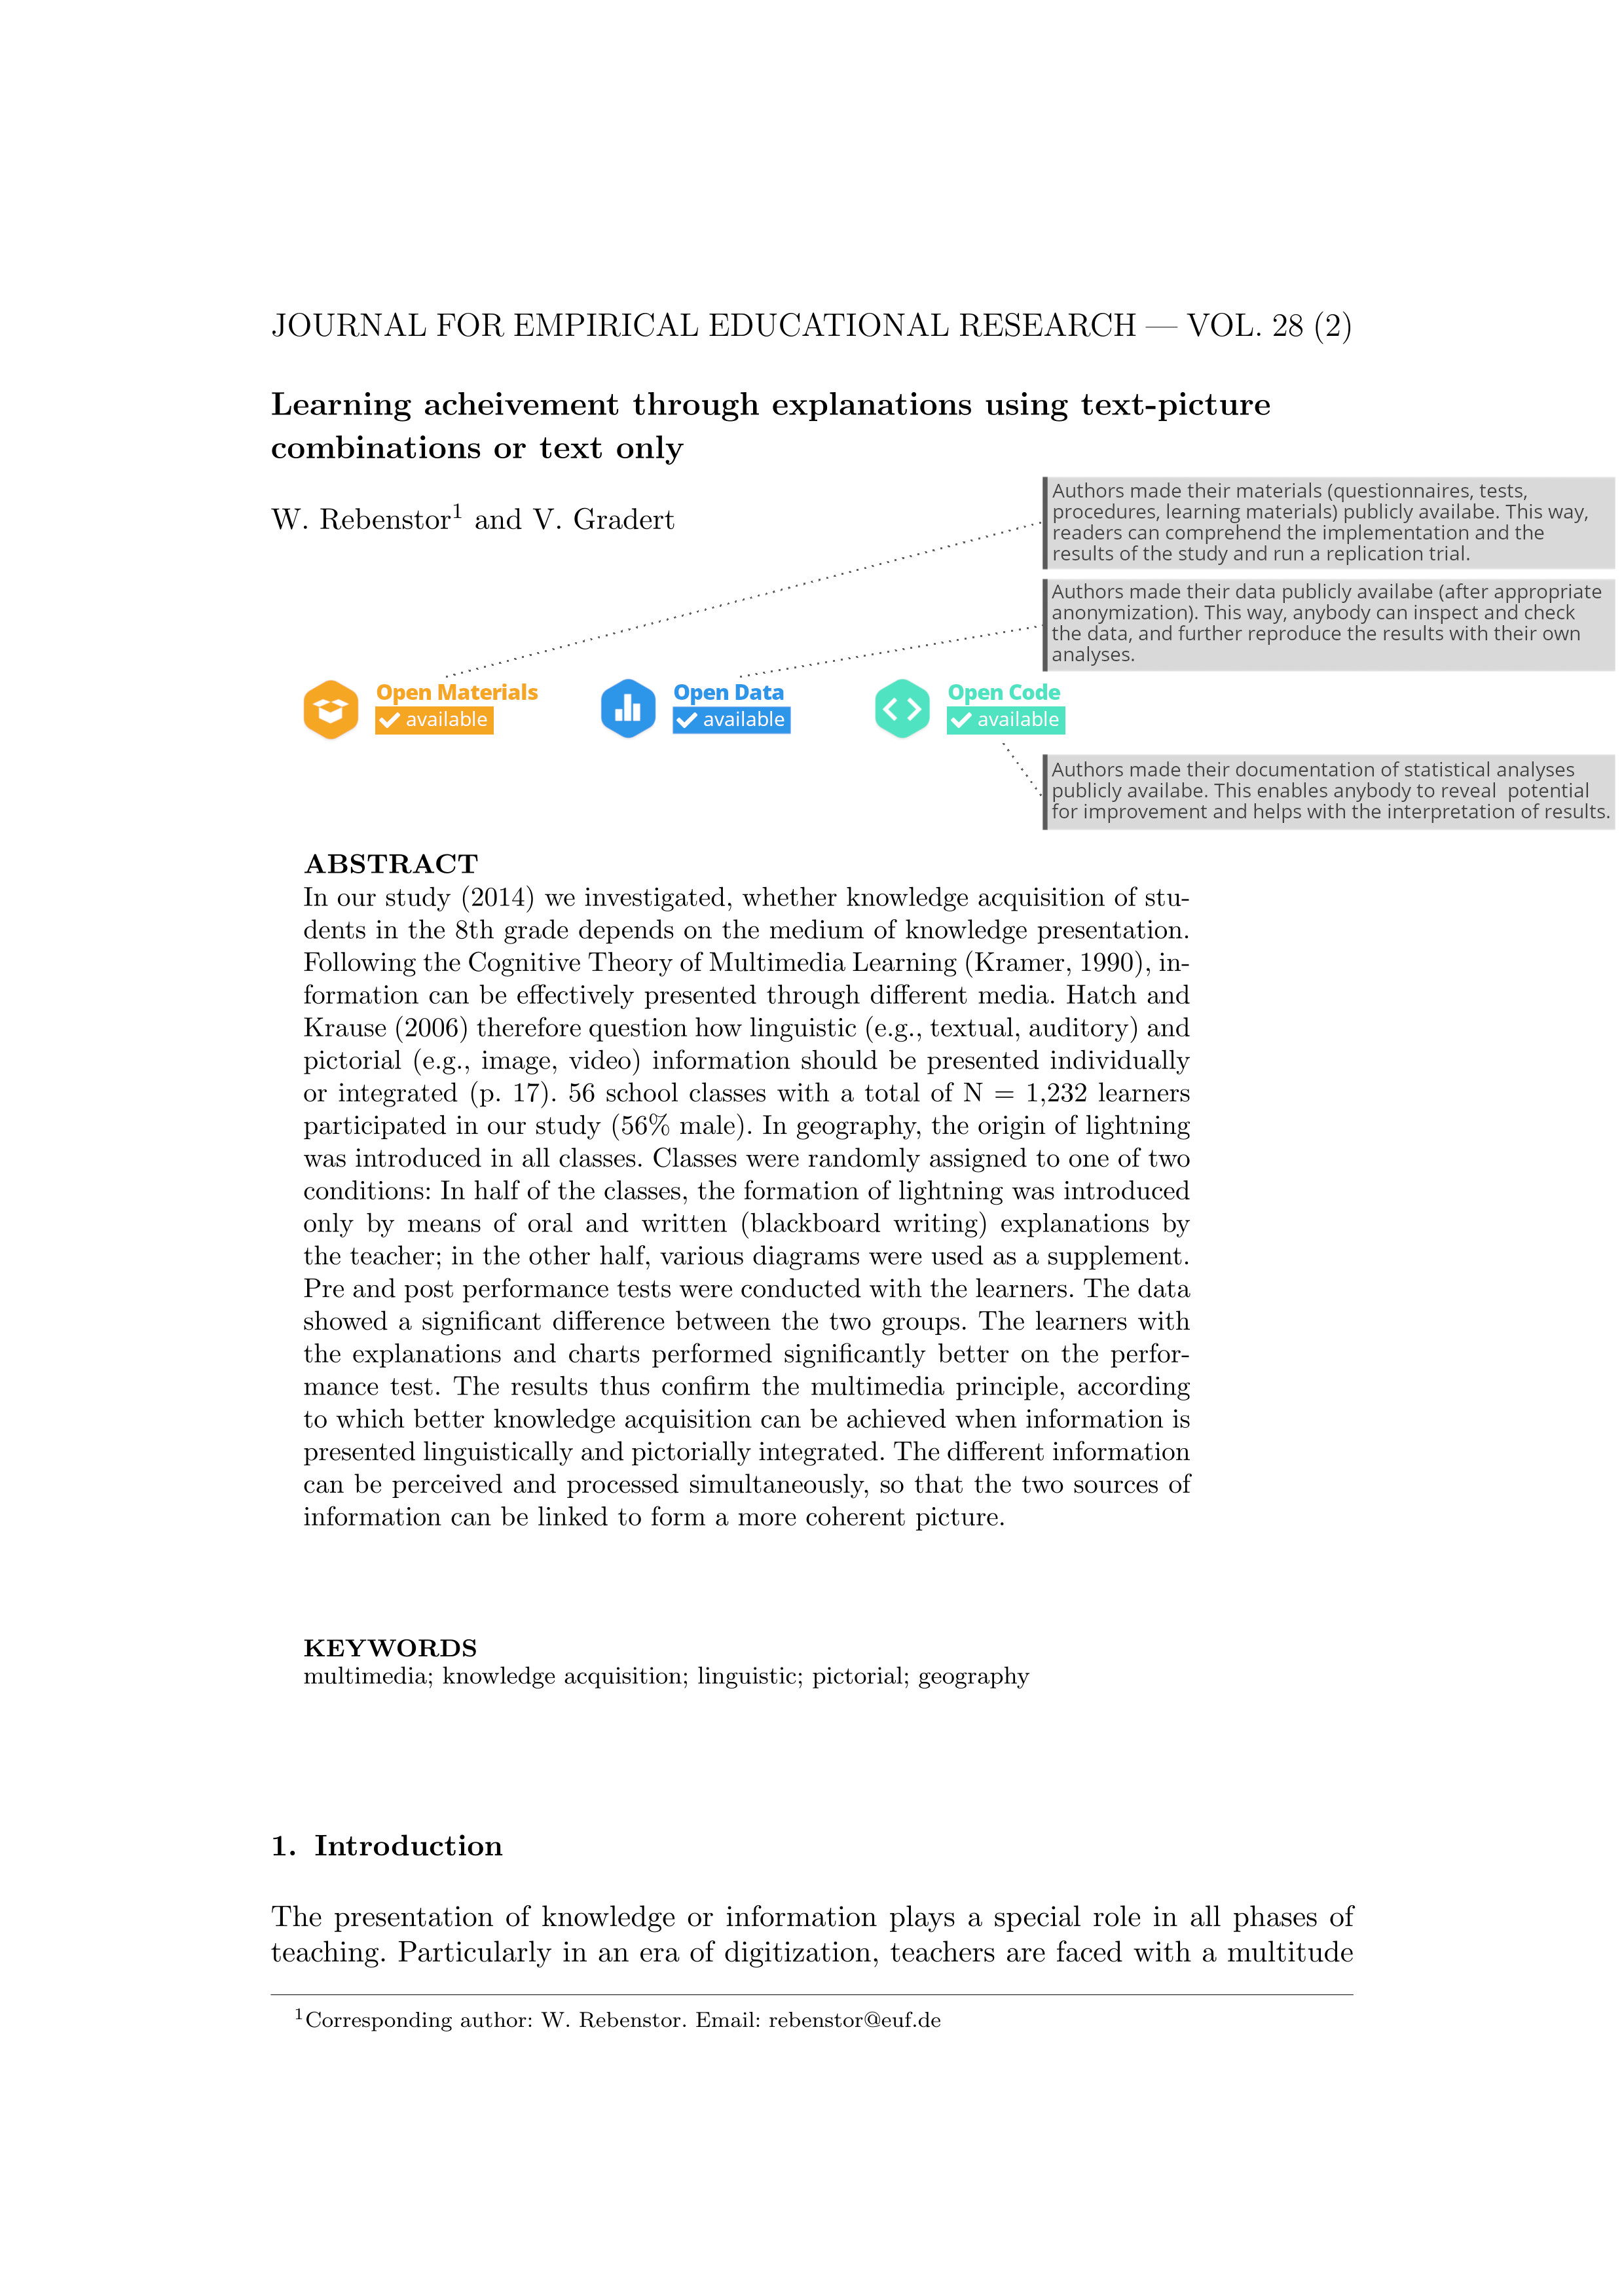 JOURNAL FOR EMPIRICAL EDUCATIONAL RESEARCH — VOL. 28 (2)
Learning acheivement through explanations using text-picture
combinations or text only
W. Rebenstor¹ and V. Gradert
Authors made their materials (questionnaires, tests,
procedures, learning materials) publicly availabe. This way,
readers can comprehend the implementation and the
results of the study and run a replication trial.
Authors made their data publicly availabe (after appropriate
anonymization). This way, anybody can inspect and check
the data, and further reproduce the results with their own
analyses.
Open Materials
available
Open Data
available
Open Code
available
Authors made their documentation of statistical analyses
publicly availabe. This enables anybody to reveal  potential
for improvement and helps with the interpretation of results.
ABSTRACT
In our study (2014) we investigated, whether knowledge acquisition of stu-
dents in the 8th grade depends on the medium of knowledge presentation.
Following the Cognitive Theory of Multimedia Learning (Kramer, 1990), in-
formation can be effectively presented through different media. Hatch and
Krause (2006) therefore question how linguistic (e.g., textual, auditory) and
pictorial (e.g., image, video) information should be presented individually
or integrated (p. 17). 56 school classes with a total of N = 1,232 learners
participated in our study (56% male). In geography, the origin of lightning
was introduced in all classes. Classes were randomly assigned to one of two
conditions: In half of the classes, the formation of lightning was introduced
only by means of oral and written (blackboard writing) explanations by
the teacher; in the other half, various diagrams were used as a supplement.
Pre and post performance tests were conducted with the learners. The data
showed a significant difference between the two groups. The learners with
the explanations and charts performed significantly better on the perfor-
mance test. The results thus confirm the multimedia principle, according
to which better knowledge acquisition can be achieved when information is
presented linguistically and pictorially integrated. The different information
can be perceived and processed simultaneously, so that the two sources of
information can be linked to form a more coherent picture.
KEYWORDS
multimedia; knowledge acquisition; linguistic; pictorial; geography
1. Introduction
The presentation of knowledge or information plays a special role in all phases of
teaching. Particularly in an era of digitization, teachers are faced with a multitude
¹Corresponding author: W. Rebenstor. Email: rebenstor@euf.de